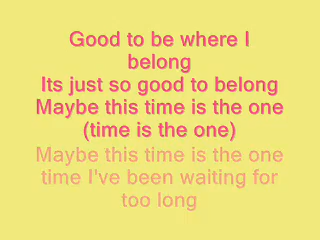 Good to be where I
belong
Its just so good to belong
Maybe this time is the one
(time is the one)
Maybe this time is the one
time I've been waiting for
too long